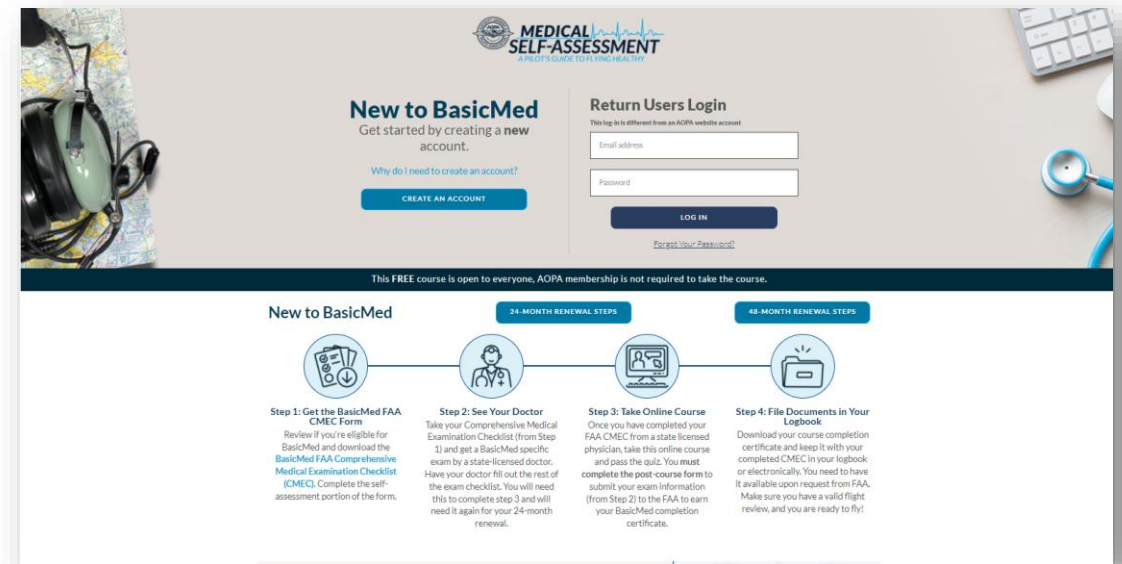 MEDICAL
SELF-ASSESSMENT
A PILOT'S GUIDE TO FLYING HEALTHY
New to BasicMed
Get started by creating a new
account.
Why do I need to create an account?
CREATE AN ACCOUNT
Return Users Login
This log-in is different from an AOPA website account
Email address
Password
LOG IN
Forgot Your Password?
This FREE course is open to everyone, AOPA membership is not required to take the course.
New to BasicMed
24-MONTH RENEWAL STEPS
48-MONTH RENEWAL STEPS
Step 1: Get the BasicMed FAA
CMEC Form
Review if you're eligible for
BasicMed and download the
BasicMed FAA Comprehensive
Medical Examination Checklist
(CMEC). Complete the self-
assessment portion of the form.
Step 2: See Your Doctor
Take your Comprehensive Medical
Examination Checklist (from Step
1) and get a BasicMed specific
exam by a state-licensed doctor.
Have your doctor fill out the rest of
the exam checklist. You will need
this to complete step 3 and will
need it again for your 24-month
renewal.
Step 3: Take Online Course
Once you have completed your
FAA CMEC from a state licensed
physician, take this online course
and pass the quiz. You must
complete the post-course form to
submit your exam information
(from Step 2) to the FAA to earn
your BasicMed completion
certificate.
Step 4: File Documents in Your
Logbook
Download your course completion
certificate and keep it with your
completed CMEC in your logbook
or electronically. You need to have
it available upon request from FAA.
Make sure you have a valid flight
review, and you are ready to fly!